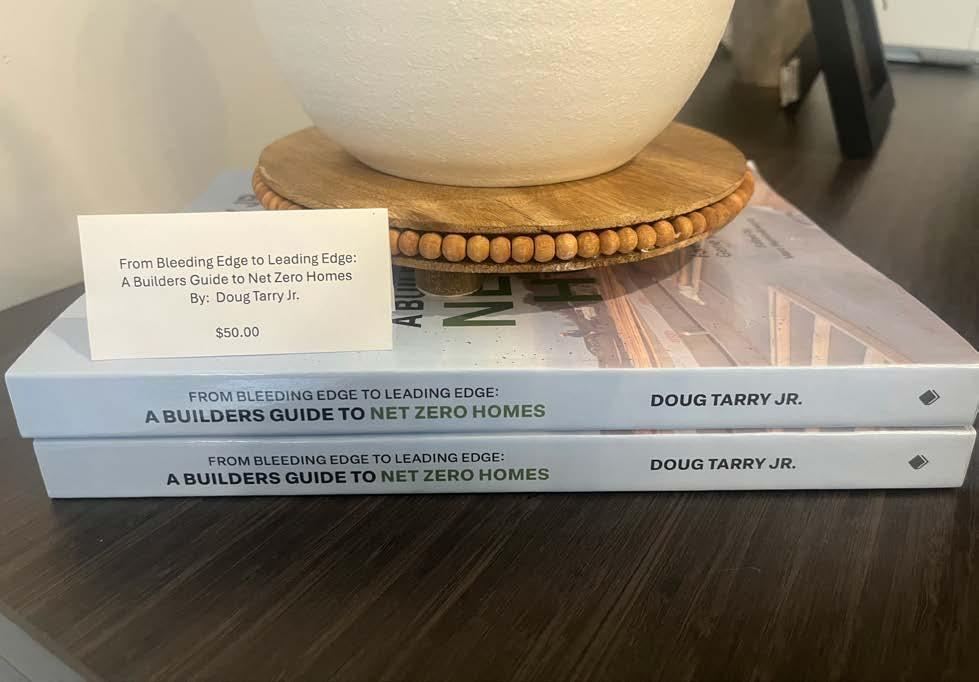 From Bleeding Edge to Leading Edge:
A Builders Guide to Net Zero Homes
By: Doug Tarry Jr.
$50.00
FROM BLEEDING EDGE TO LEADING EDGE:
A BUILDERS GUIDE TO NET ZERO HOMES
DOUG TARRY JR.
FROM BLEEDING EDGE TO LEADING EDGE:
A BUILDERS GUIDE TO NET ZERO HOMES
DOUG TARRY JR.